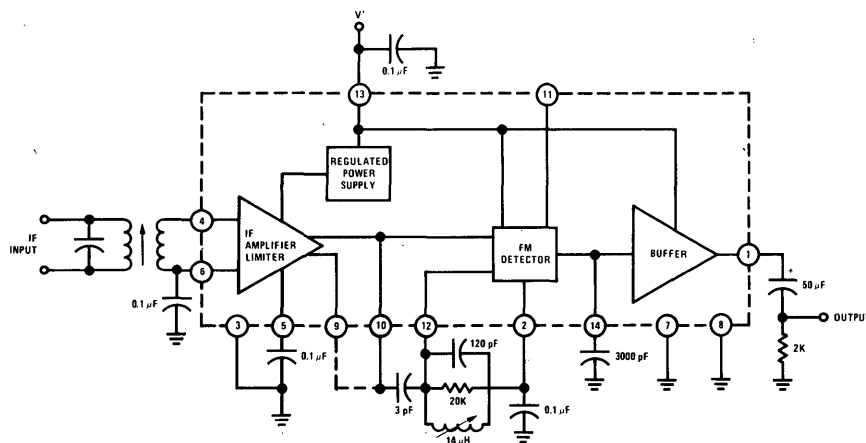 V+
0.1 µF
13
11
REGULATED
POWER
SUPPLY
4
IF
INPUT
6
IF
AMPLIFIER
LIMITER
FM
DETECTOR
BUFFER
1
+
50 µF
OUTPUT
2K
0.1 µF
3
5
9
10
12
2
14
7
8
0.1 µF
120 pF
3 pF
20K
14 µH
0.1 µF
3000 pF